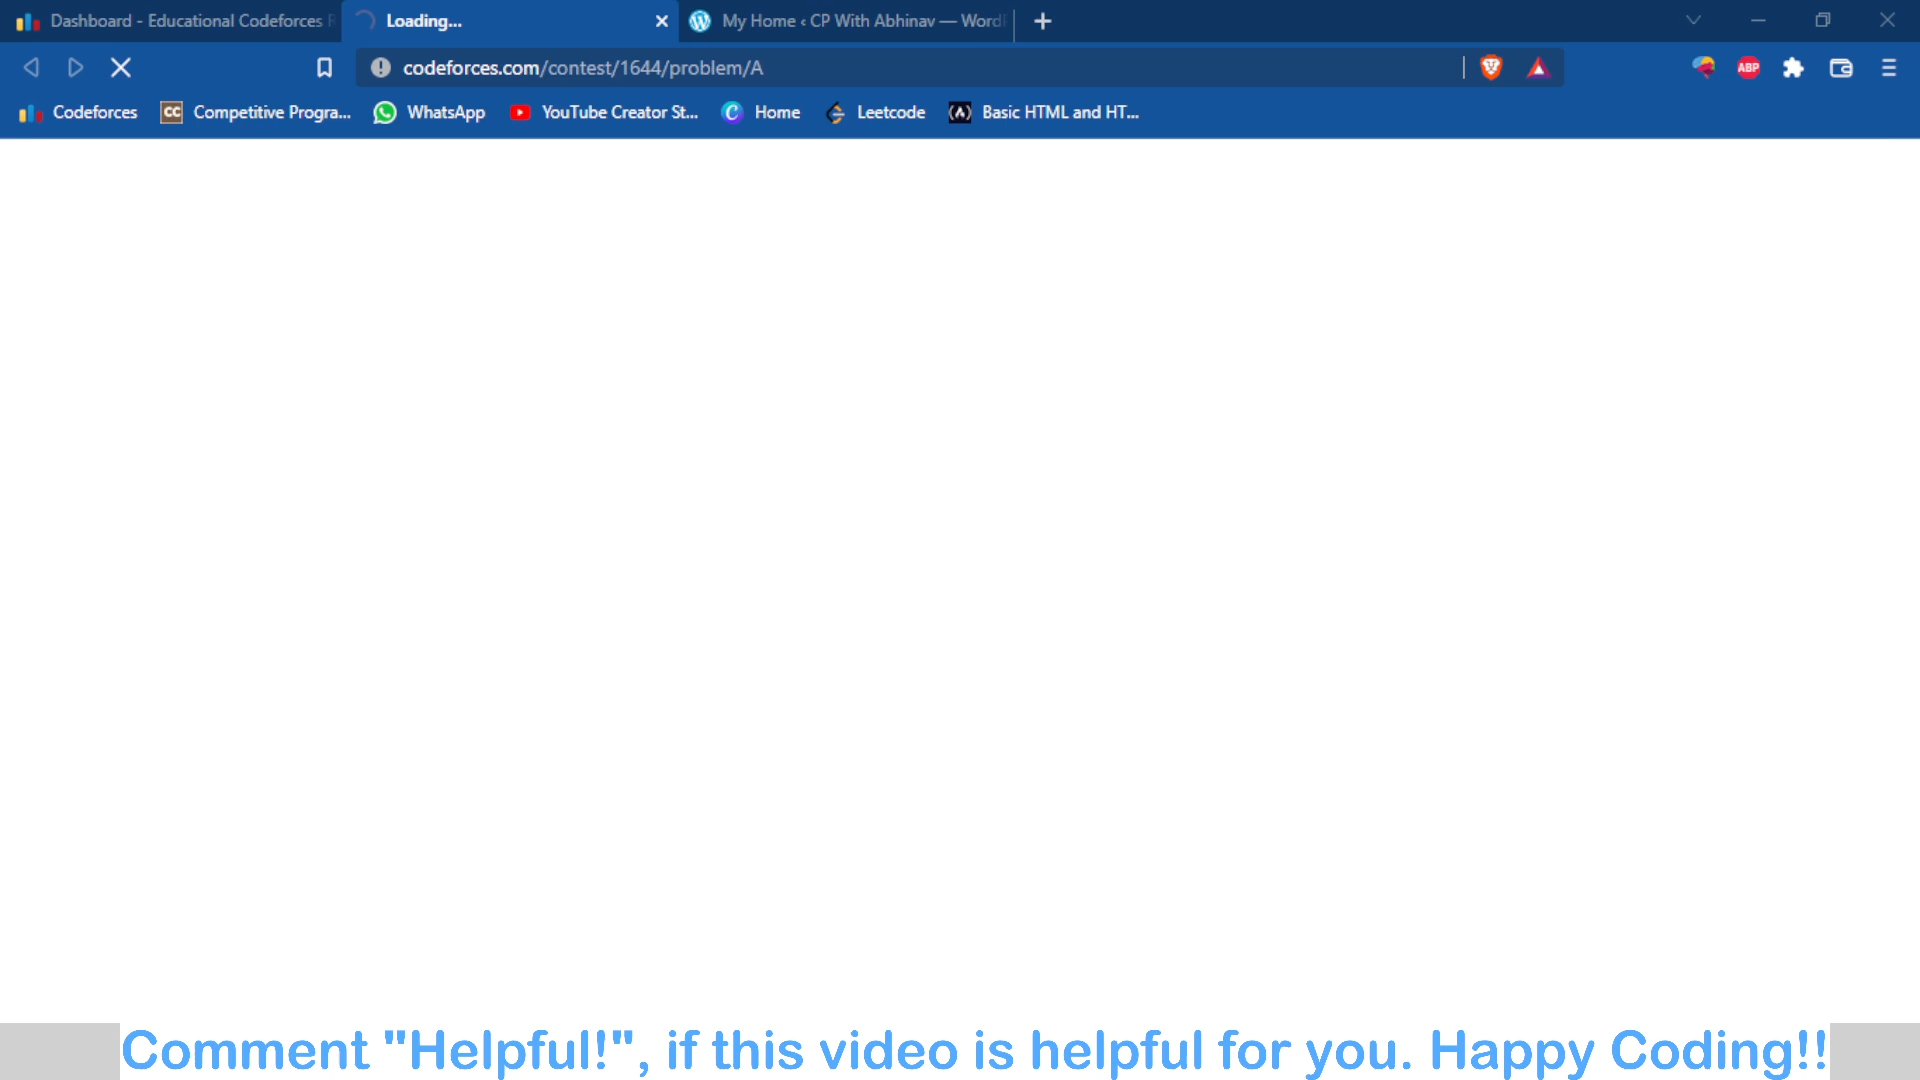 Dashboard - Educational Codeforces
Loading...
My Home ‹ CP With Abhinav — Word
codeforces.com/contest/1644/problem/A
ABP
Codeforces
CC
Competitive Progra...
WhatsApp
YouTube Creator St...
C
Home
Leetcode
Basic HTML and HT...
Comment "Helpful!", if this video is helpful for you. Happy Coding!!